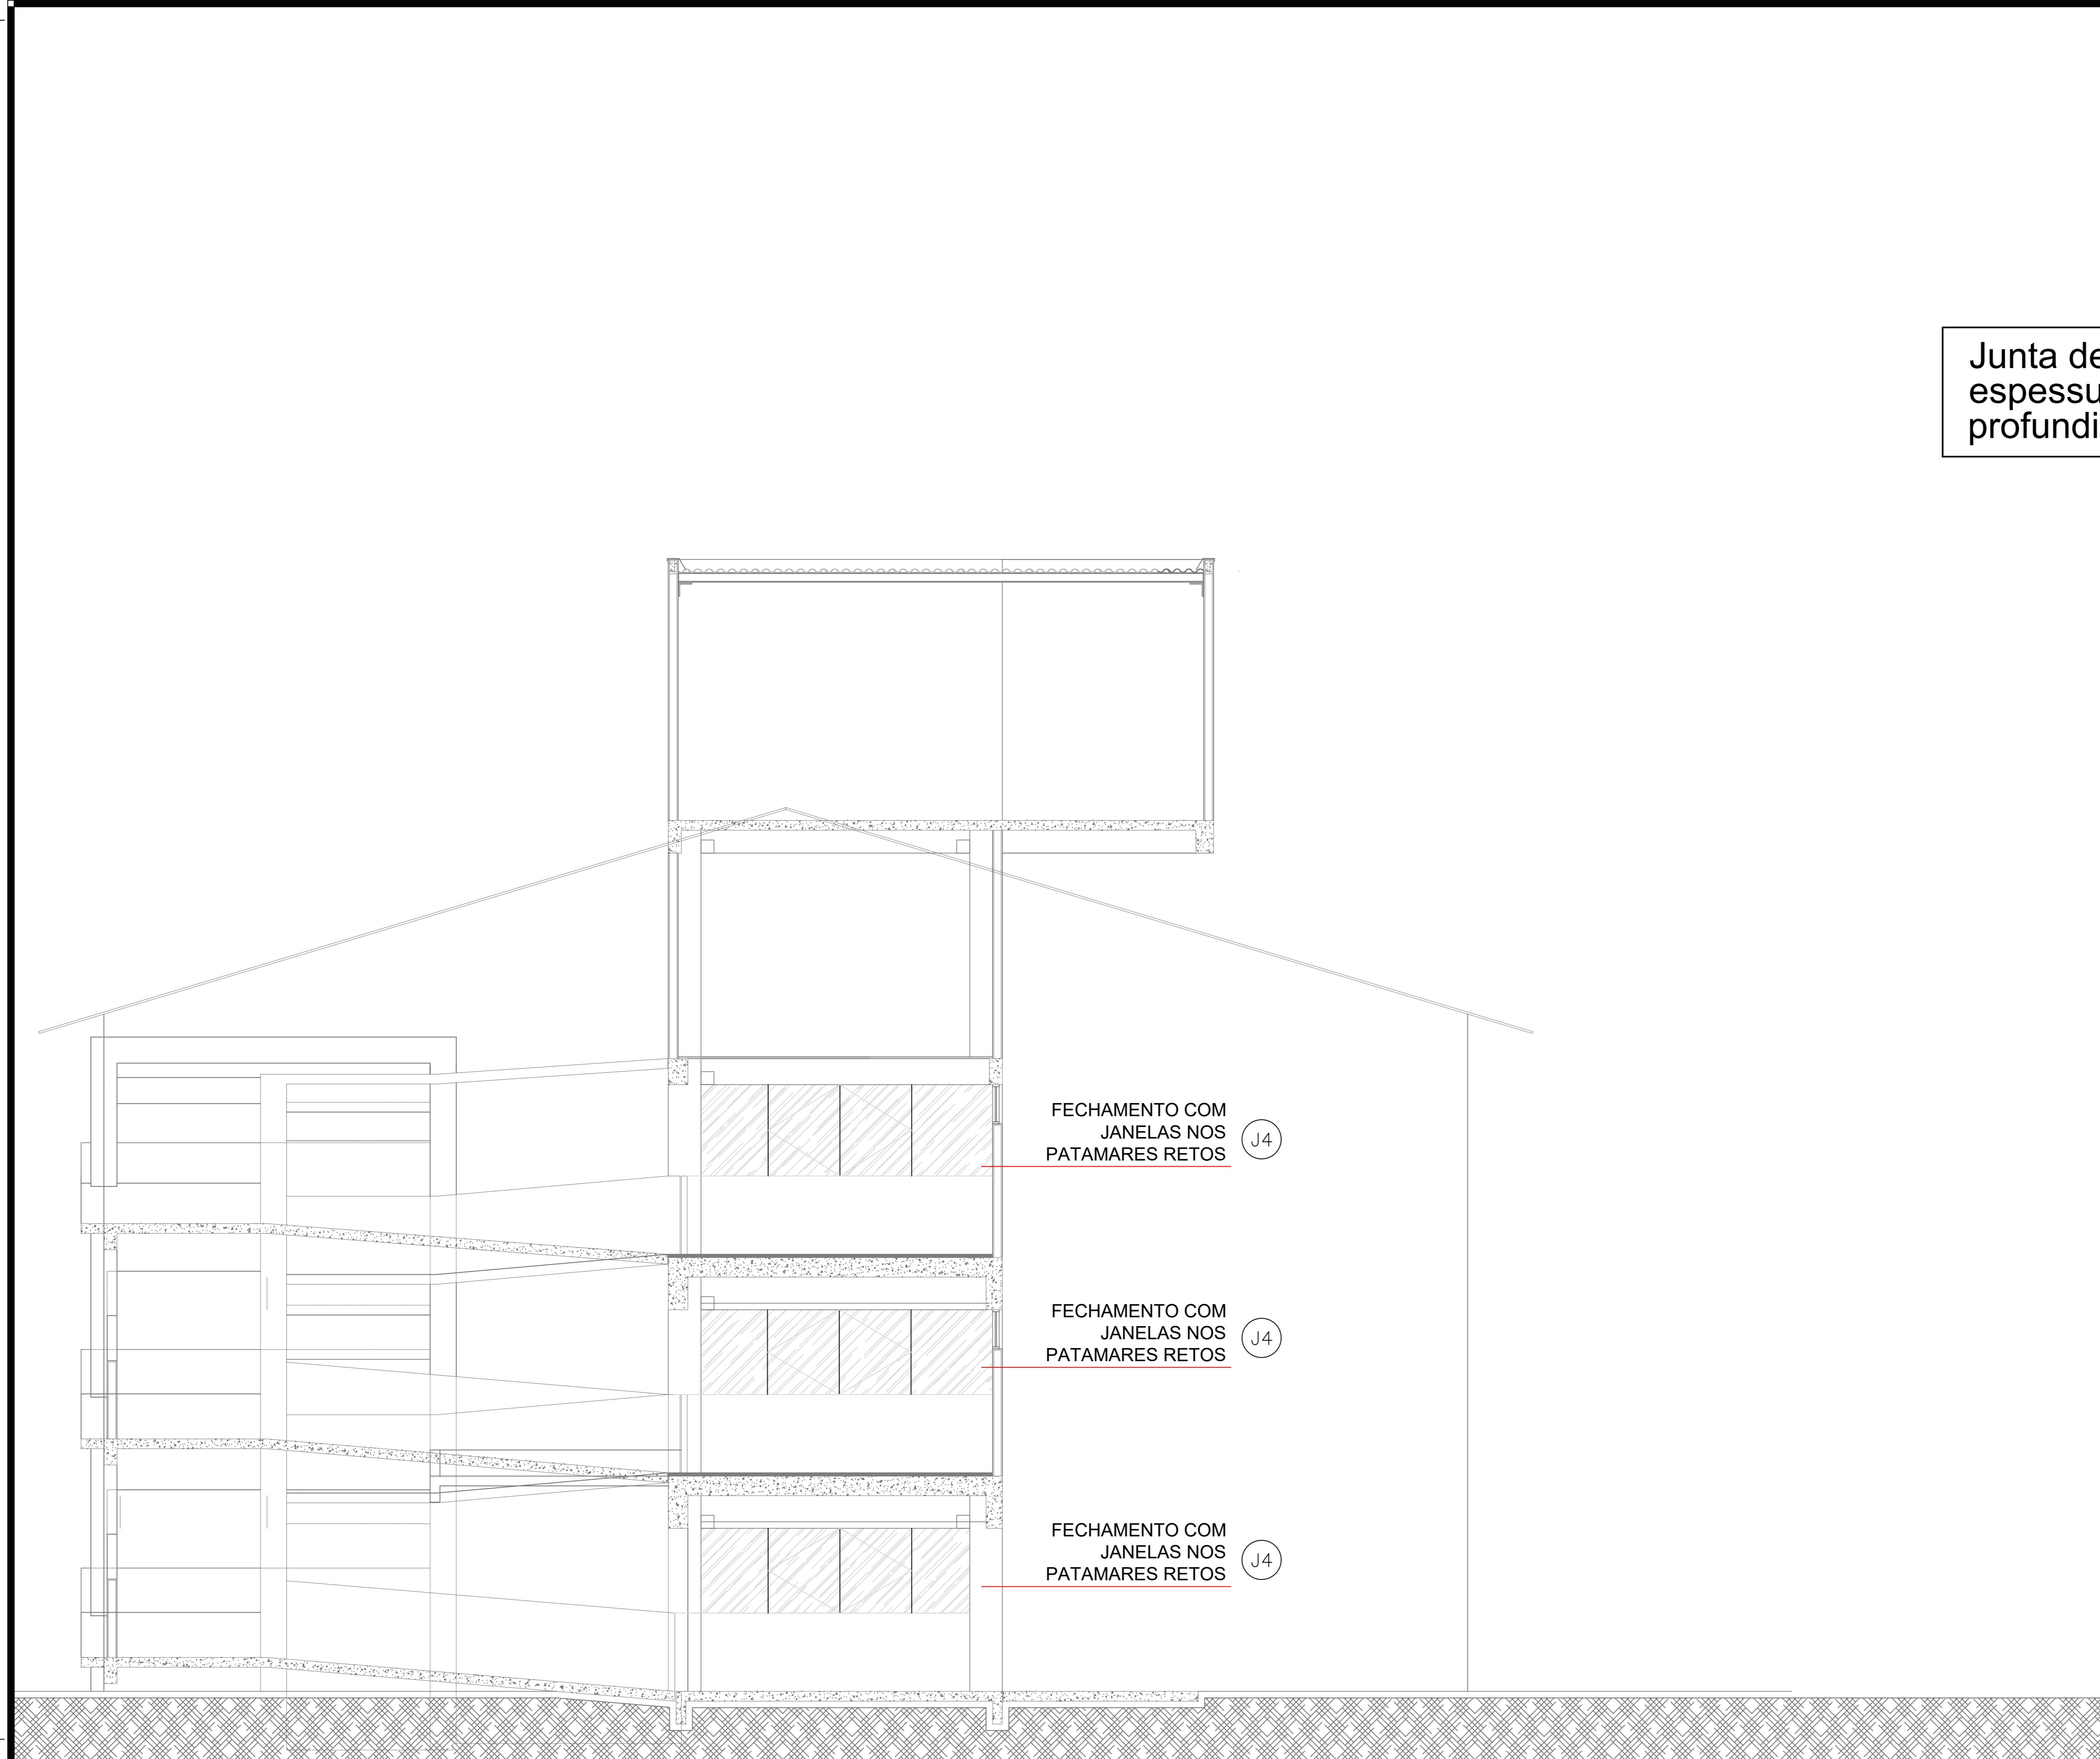 Junta de
espessu
profundi
FECHAMENTO COM
JANELAS NOS
PATAMARES RETOS
J4
FECHAMENTO COM
JANELAS NOS
PATAMARES RETOS
J4
FECHAMENTO COM
JANELAS NOS
PATAMARES RETOS
J4